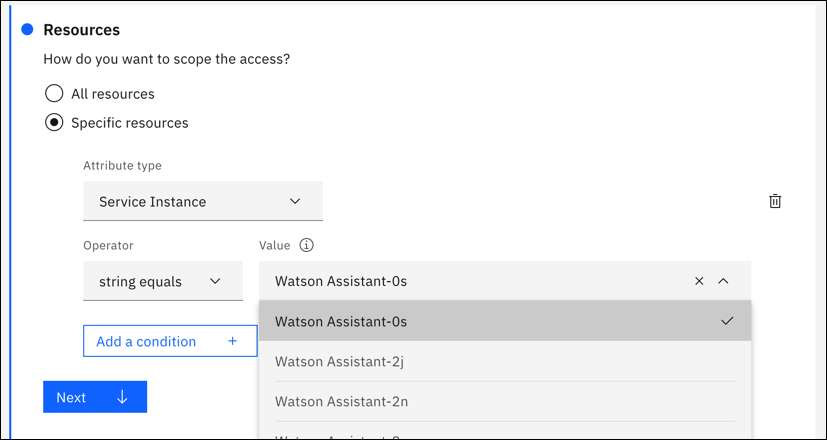 Resources
How do you want to scope the access?
All resources
Specific resources
Attribute type
Service Instance
Operator
Value
string equals
Watson Assistant-0s
Watson Assistant-0s
Add a condition +
Watson Assistant-2j
Next
Watson Assistant-2n
Watson